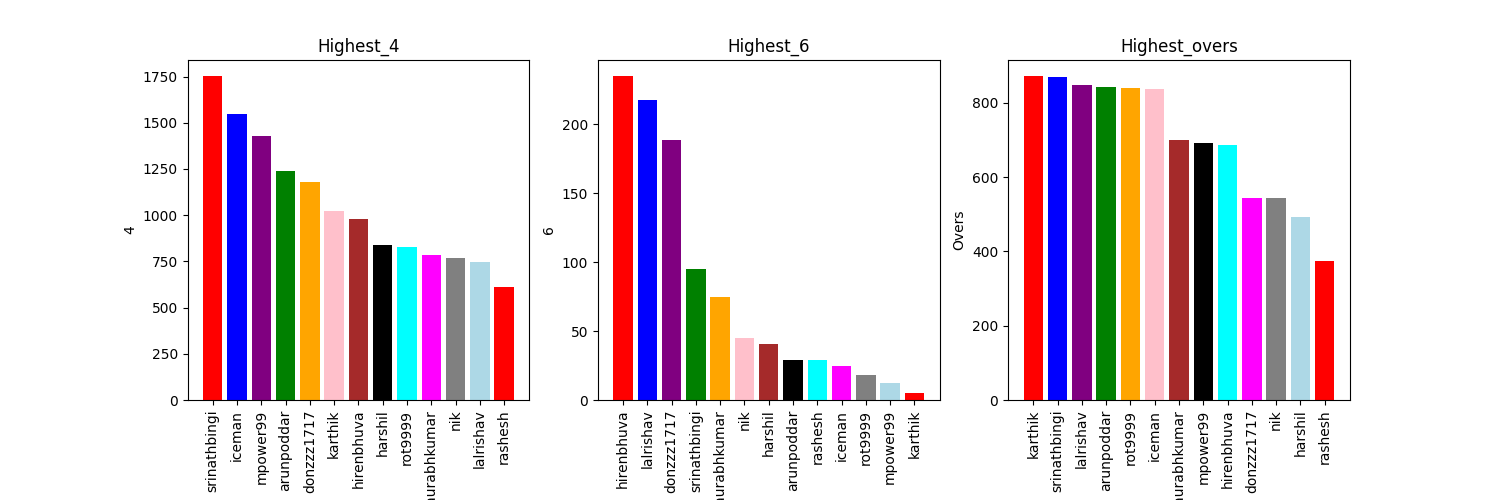 Highest_4
4
1750
1500
1250
1000
750
500
250
0
srinathbingi
iceman
mpower99
arunpoddar
donzzz1717
karthik
hirenbhuva
harshil
rot9999
urabhkumar
nik
lalrishav
rashesh
Highest_6
6
200
150
100
50
0
hirenbhuva
lalrishav
donzzz1717
srinathbingi
urabhkumar
nik
harshil
arunpoddar
rashesh
iceman
rot9999
mpower99
karthik
Highest_overs
Overs
800
600
400
200
0
karthik
srinathbingi
lalrishav
arunpoddar
rot9999
iceman
urabhkumar
mpower99
hirenbhuva
donzzz1717
nik
harshil
rashesh